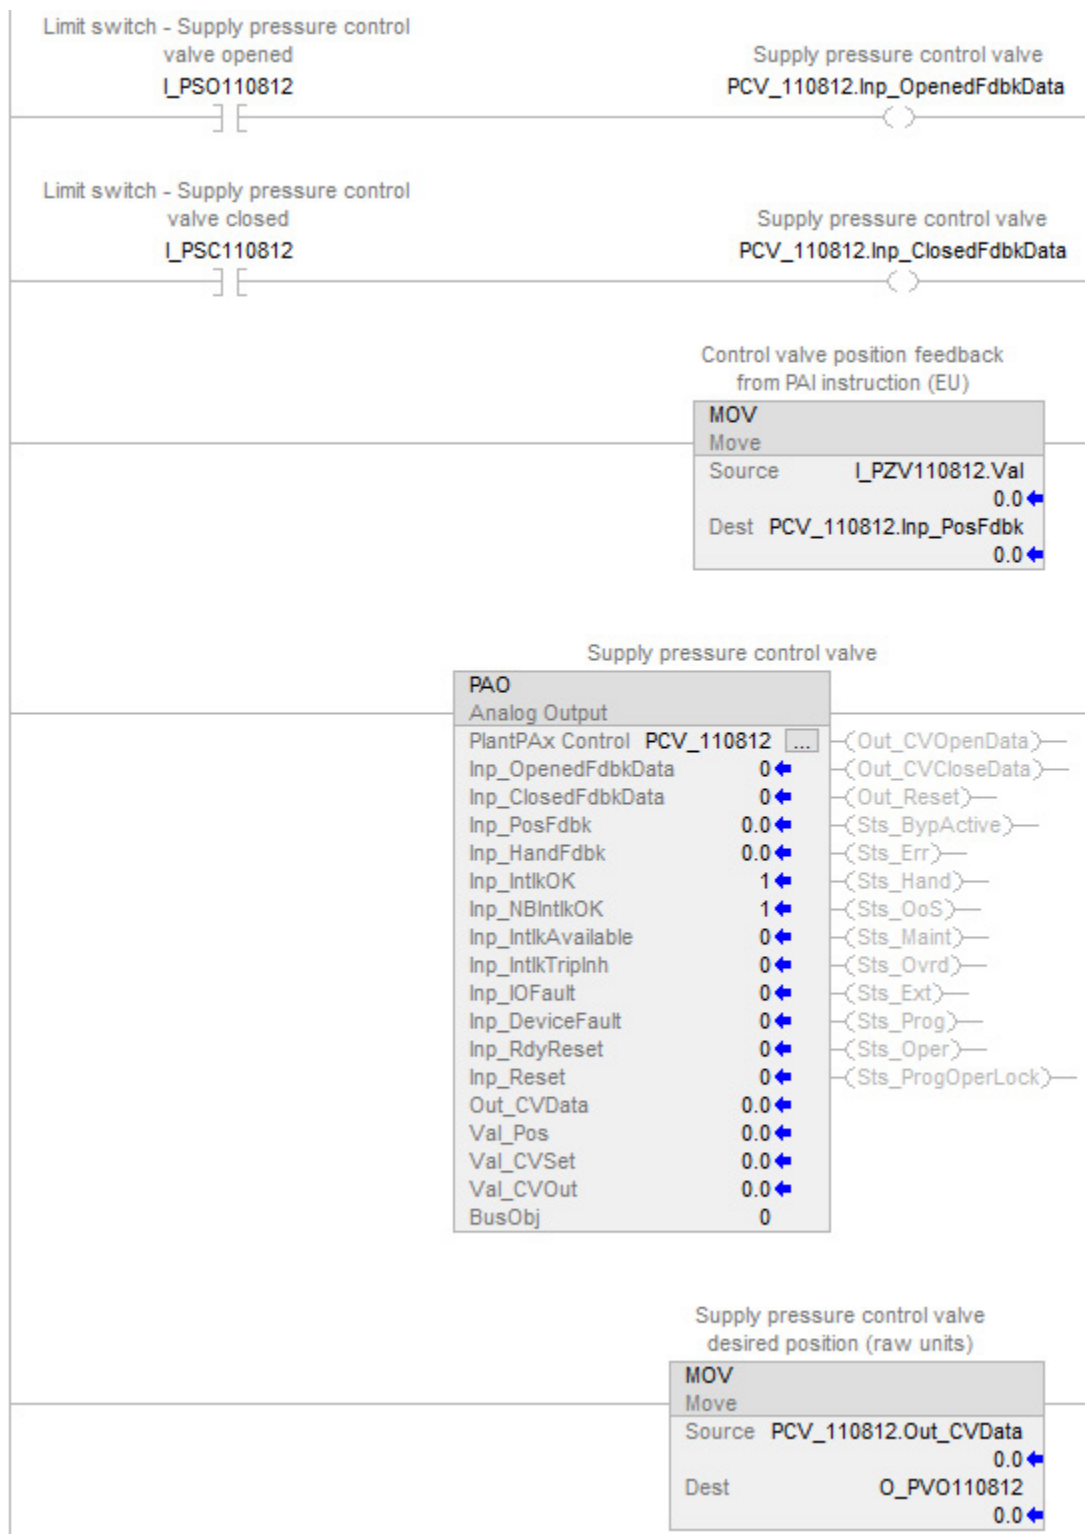 Limit switch - Supply pressure control
valve opened
I_PSO110812
Supply pressure control valve
PCV_110812.Inp_OpenedFdbkData
Limit switch - Supply pressure control
valve closed
I_PSC110812
Supply pressure control valve
PCV_110812.Inp_ClosedFdbkData
Control valve position feedback
from PAI instruction (EU)
MOV
Move
Source I_PZV110812.Val
0.0
Dest PCV_110812.Inp_PosFdbk
0.0
Supply pressure control valve
PAO
Analog Output
PlantPAx Control PCV_110812 ... Out_CVOpenData
Inp_OpenedFdbkData 0 Out_CVCloseData
Inp_ClosedFdbkData 0 Out_Reset
Inp_PosFdbk 0.0 Sts_BypActive
Inp_HandFdbk 0.0 Sts_Err
Inp_IntlkOK 1 Sts_Hand
Inp_NBIntlkOK 1 Sts_OoS
Inp_IntlkAvailable 0 Sts_Maint
Inp_IntlkTripInh 0 Sts_Ovrd
Inp_IOFault 0 Sts_Ext
Inp_DeviceFault 0 Sts_Prog
Inp_RdyReset 0 Sts_Oper
Inp_Reset 0 Sts_ProgOperLock
Out_CVData 0.0
Val_Pos 0.0
Val_CVSet 0.0
Val_CVOut 0.0
BusObj 0
Supply pressure control valve
desired position (raw units)
MOV
Move
Source PCV_110812.Out_CVData
0.0
Dest O_PVO110812
0.0